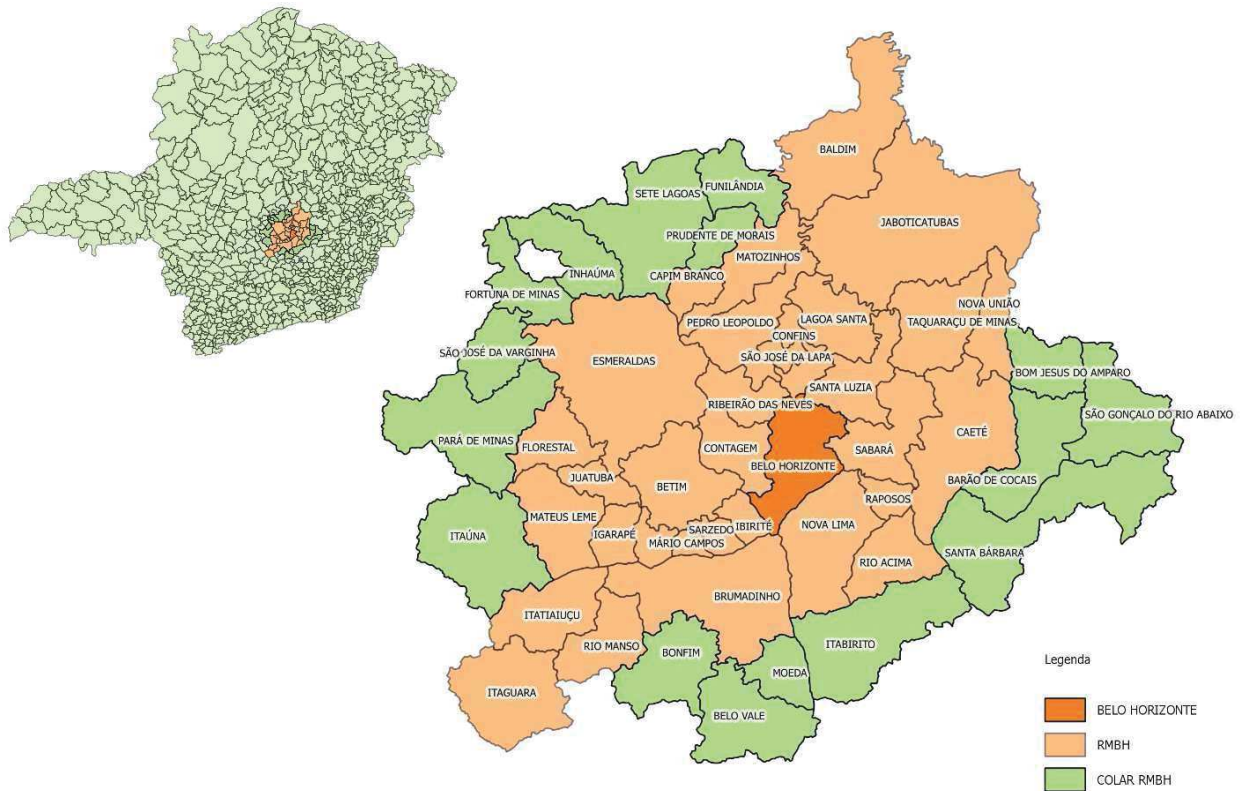 BALDIM
FUNILÂNDIA
SETE LAGOAS
JABOTICATUBAS
PRUDENTE DE MORAIS
MATOZINHOS
INHAÚMA
CAPIM BRANCO
FORTUNA DE MINAS
NOVA UNIÃO
PEDRO LEOPOLDO
LAGOA SANTA
TAQUARAÇU DE MINAS
CONFINS
SÃO JOSÉ DA VARGINHA
ESMERALDAS
SÃO JOSÉ DA LAPA
BOM JESUS DO AMPARO
SANTA LUZIA
RIBEIRÃO DAS NEVES
SÃO GONÇALO DO RIO ABAIXO
PARÁ DE MINAS
FLORESTAL
CONTAGEM
SABARÁ
CAETÉ
BELO HORIZONTE
JUATUBA
BETIM
BARÃO DE COCAIS
RAPOSOS
MATEUS LEME
IGARAPÉ
SARZEDO
IBIRITÉ
NOVA LIMA
ITAÚNA
MÁRIO CAMPOS
SANTA BÁRBARA
RIO ACIMA
BRUMADINHO
ITATIAIUÇU
RIO MANSO
BONFIM
ITABIRITO
MOEDA
ITAGUARA
BELO VALE
Legenda
BELO HORIZONTE
RMBH
COLAR RMBH